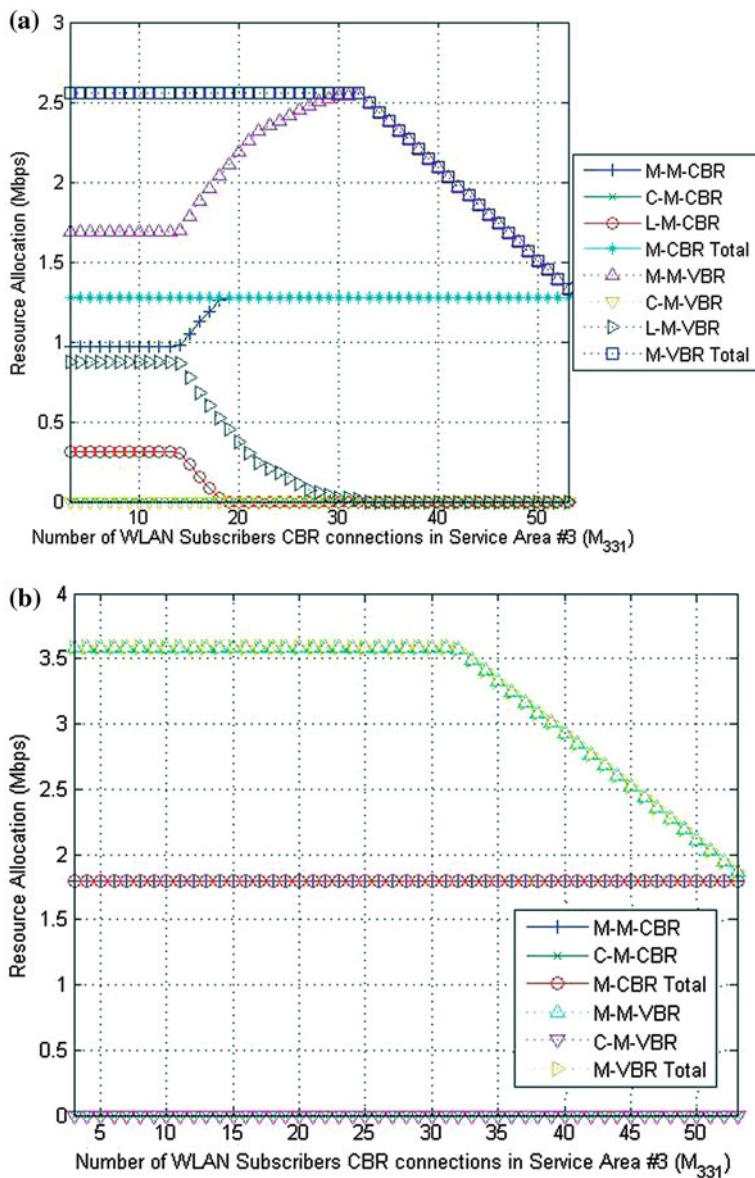 (a)
3
2.5
2
1.5
1
0.5
0
Resource Allocation (Mbps)
10 20 30 40 50
Number of WLAN Subscribers CBR connections in Service Area #3 (M331)
M-M-CBR
C-M-CBR
L-M-CBR
M-CBR Total
M-M-VBR
C-M-VBR
L-M-VBR
M-VBR Total
(b)
4
3.5
3
2.5
2
1.5
1
0.5
0
Resource Allocation (Mbps)
5 10 15 20 25 30 35 40 45 50
Number of WLAN Subscribers CBR connections in Service Area #3 (M331)
M-M-CBR
C-M-CBR
M-CBR Total
M-M-VBR
C-M-VBR
M-VBR Total